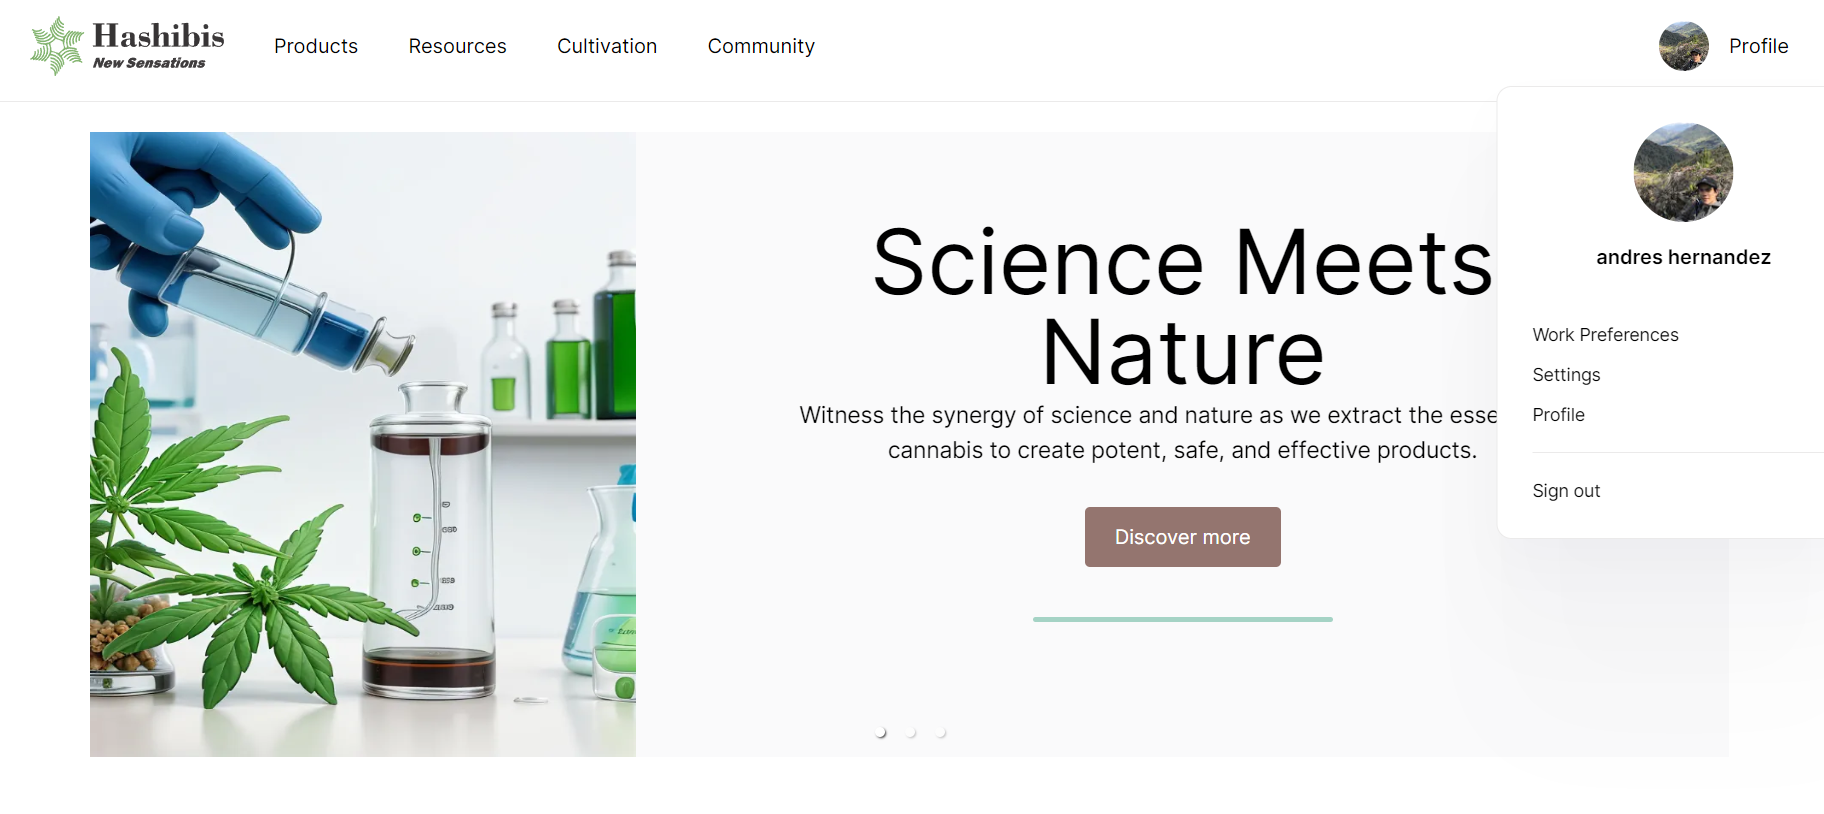 Hashibis
New Sensations
Products
Resources
Cultivation
Community
Profile
andres hernandez
Work Preferences
Settings
Profile
Sign out
Science Meets
Nature
Witness the synergy of science and nature as we extract the esse
cannabis to create potent, safe, and effective products.
Discover more